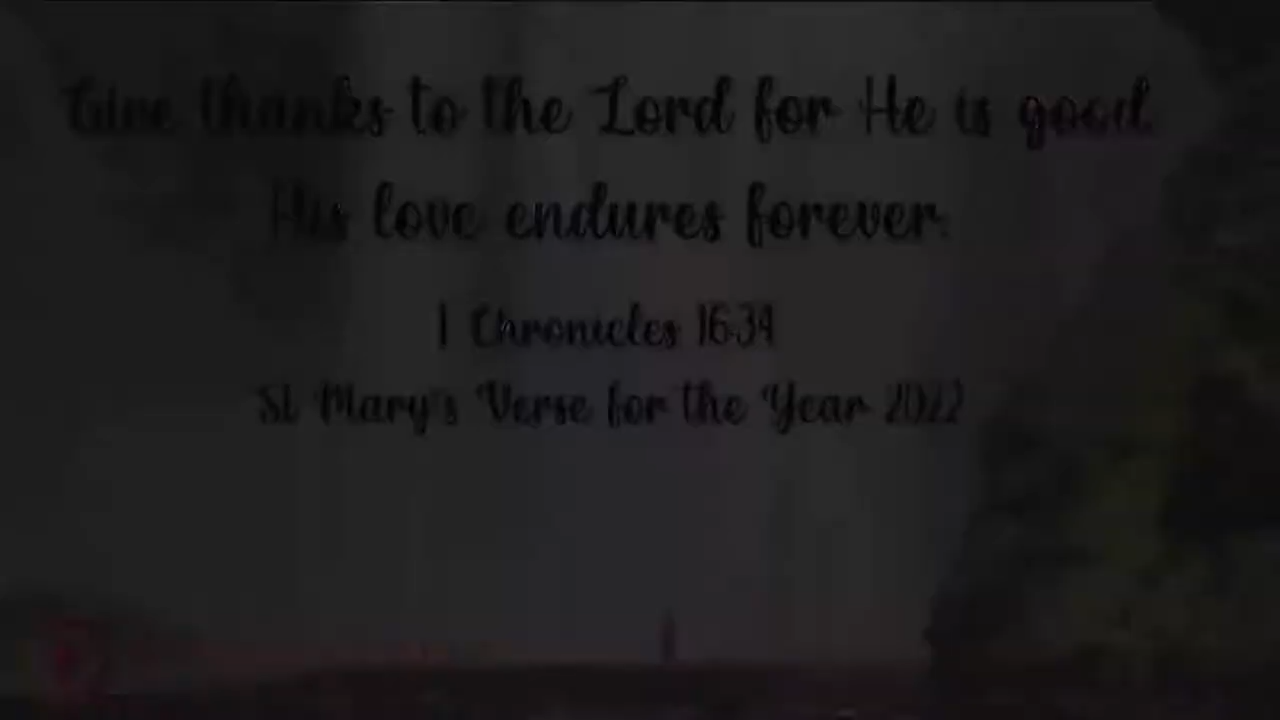 Give thanks to the Lord for He is good.
His love endures forever.
1 Chronicles 16:34
St Mary's Verse for the Year 2022